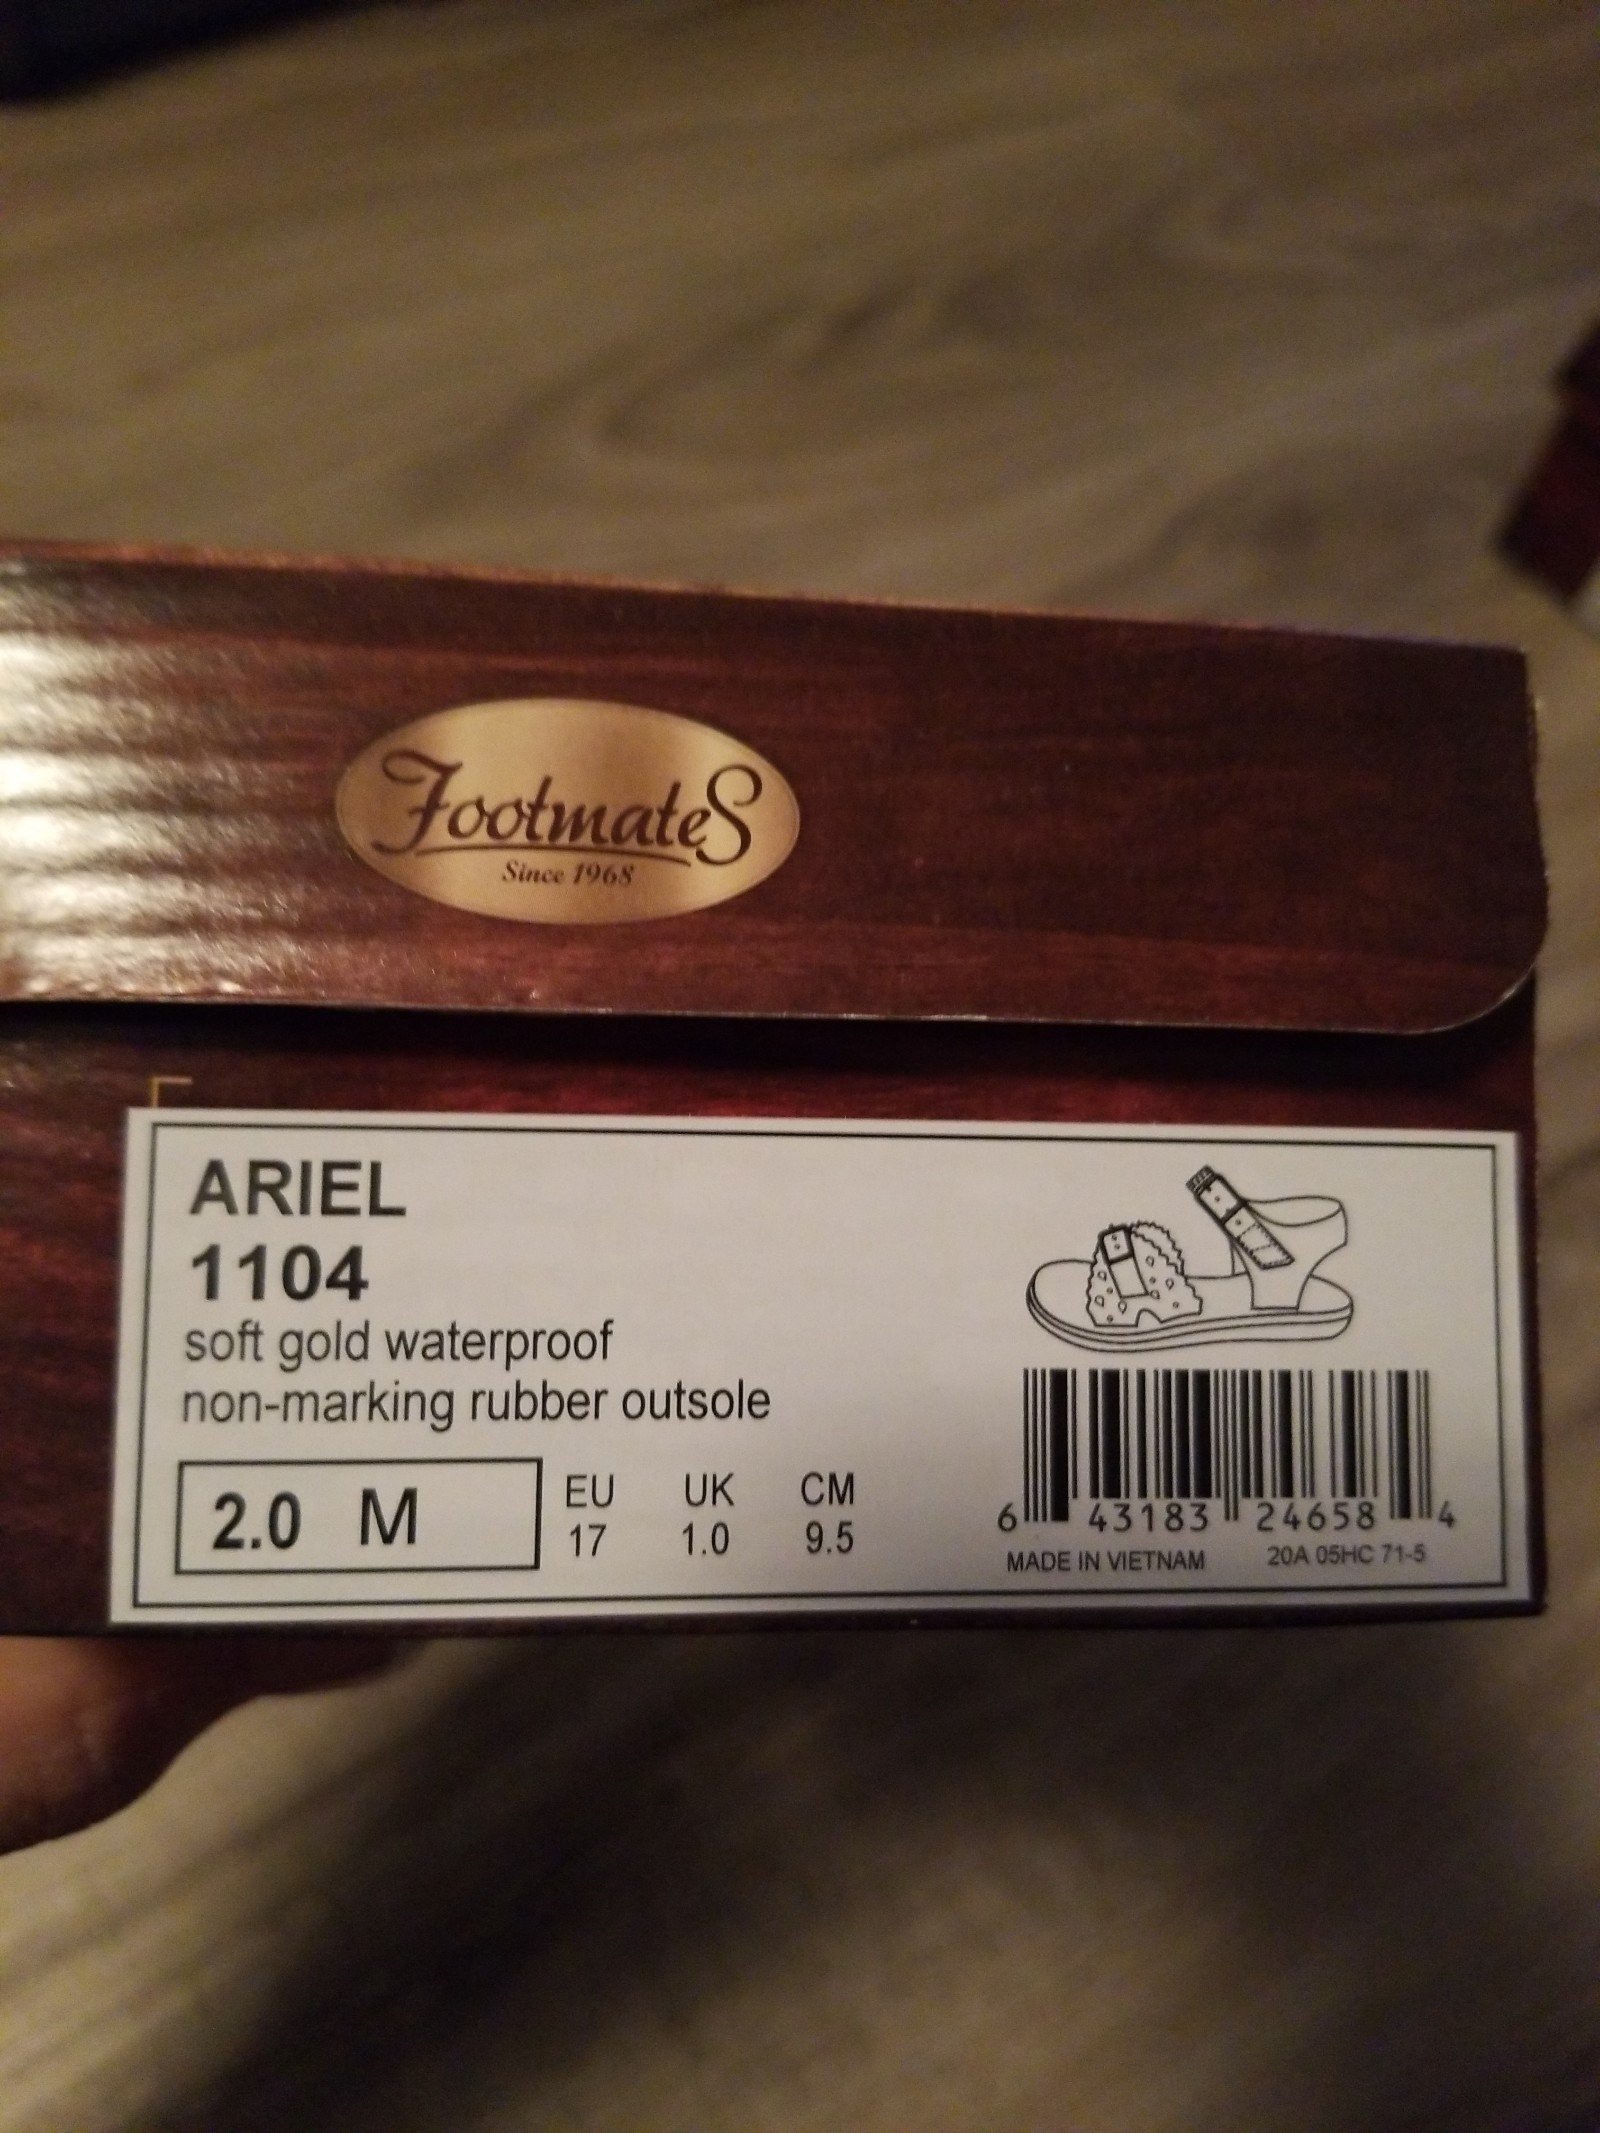 Footmates
Since 1968
ARIEL
1104
soft gold waterproof
non-marking rubber outsole
2.0 M
EU UK CM
17 1.0 9.5
6 43183 24658 4
MADE IN VIETNAM 20A 05HC 71-5